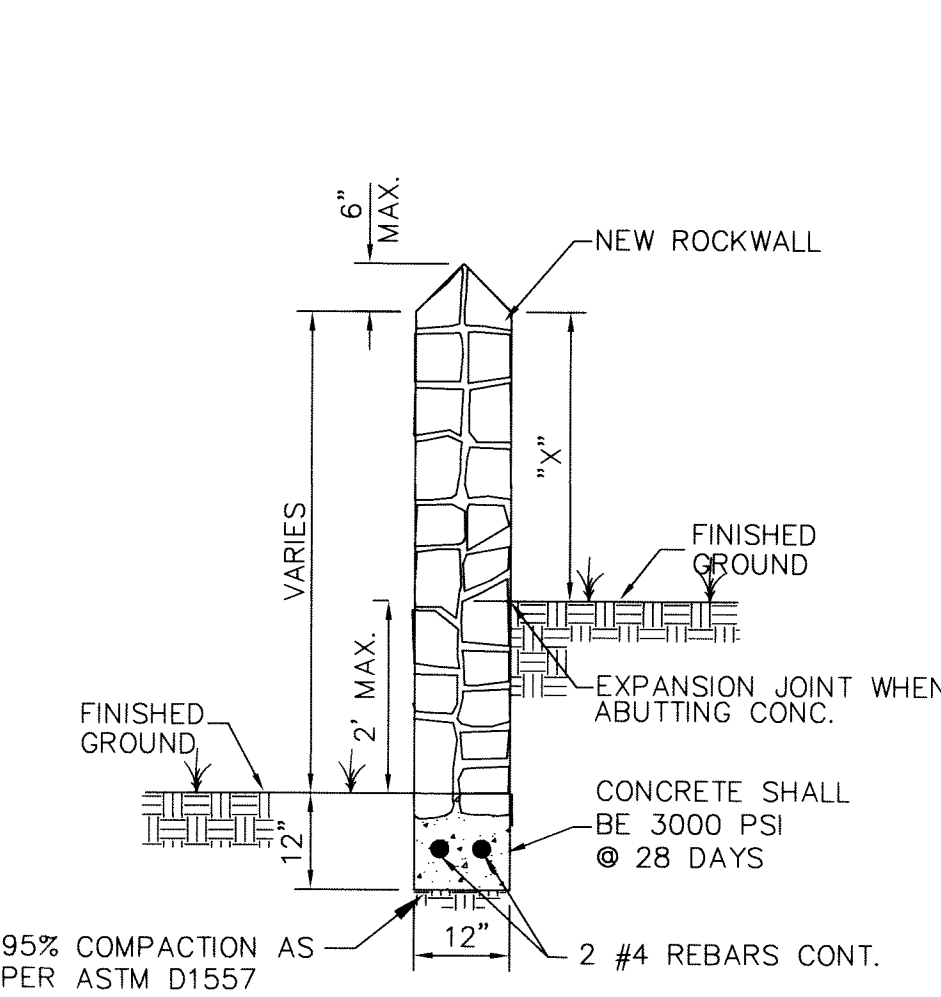 6"
MAX.
NEW ROCKWALL
"X"
VARIES
FINISHED
GROUND
2' MAX.
EXPANSION JOINT WHEN
ABUTTING CONC.
FINISHED
GROUND
12"
CONCRETE SHALL
BE 3000 PSI
@ 28 DAYS
95% COMPACTION AS
PER ASTM D1557
12"
2 #4 REBARS CONT.